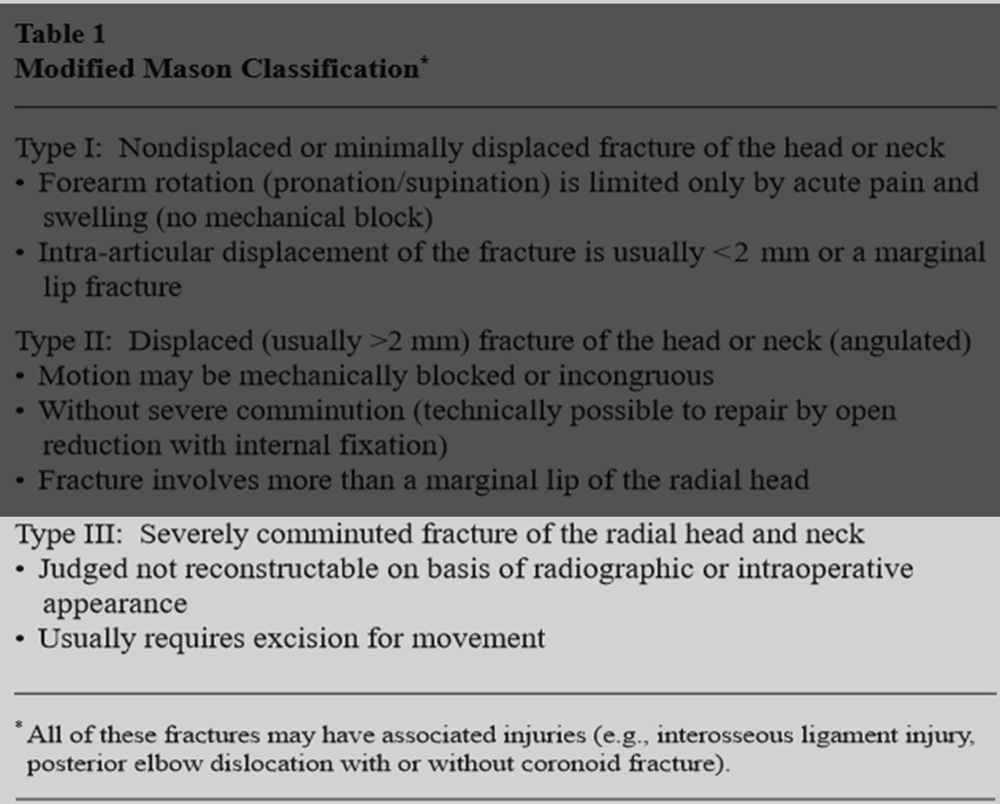 Table 1
Modified Mason Classification*
Type I: Nondisplaced or minimally displaced fracture of the head or neck
• Forearm rotation (pronation/supination) is limited only by acute pain and
swelling (no mechanical block)
• Intra-articular displacement of the fracture is usually <2 mm or a marginal
lip fracture
Type II: Displaced (usually >2 mm) fracture of the head or neck (angulated)
• Motion may be mechanically blocked or incongruous
• Without severe comminution (technically possible to repair by open
reduction with internal fixation)
• Fracture involves more than a marginal lip of the radial head
Type III: Severely comminuted fracture of the radial head and neck
• Judged not reconstructable on basis of radiographic or intraoperative
appearance
• Usually requires excision for movement
* All of these fractures may have associated injuries (e.g., interosseous ligament injury,
posterior elbow dislocation with or without coronoid fracture).